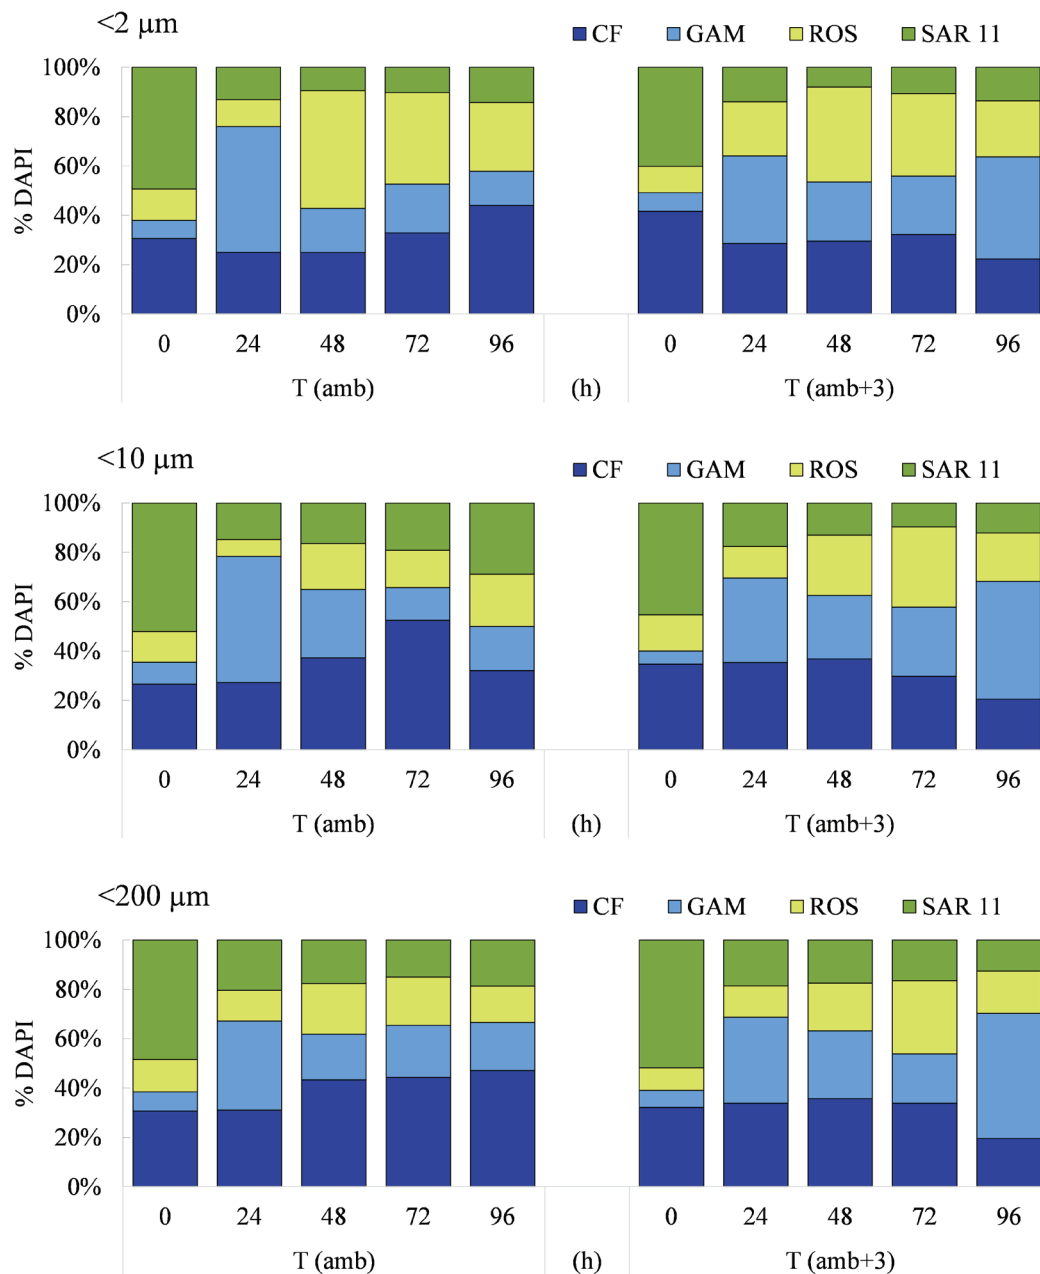 <2 μm
CF GAM ROS SAR 11
100%
80%
60%
40%
20%
0%
% DAPI
0 24 48 72 96 0 24 48 72 96
T (amb) (h) T (amb+3)
<10 μm
CF GAM ROS SAR 11
100%
80%
60%
40%
20%
0%
% DAPI
0 24 48 72 96 0 24 48 72 96
T (amb) (h) T (amb+3)
<200 μm
CF GAM ROS SAR 11
100%
80%
60%
40%
20%
0%
% DAPI
0 24 48 72 96 0 24 48 72 96
T (amb) (h) T (amb+3)